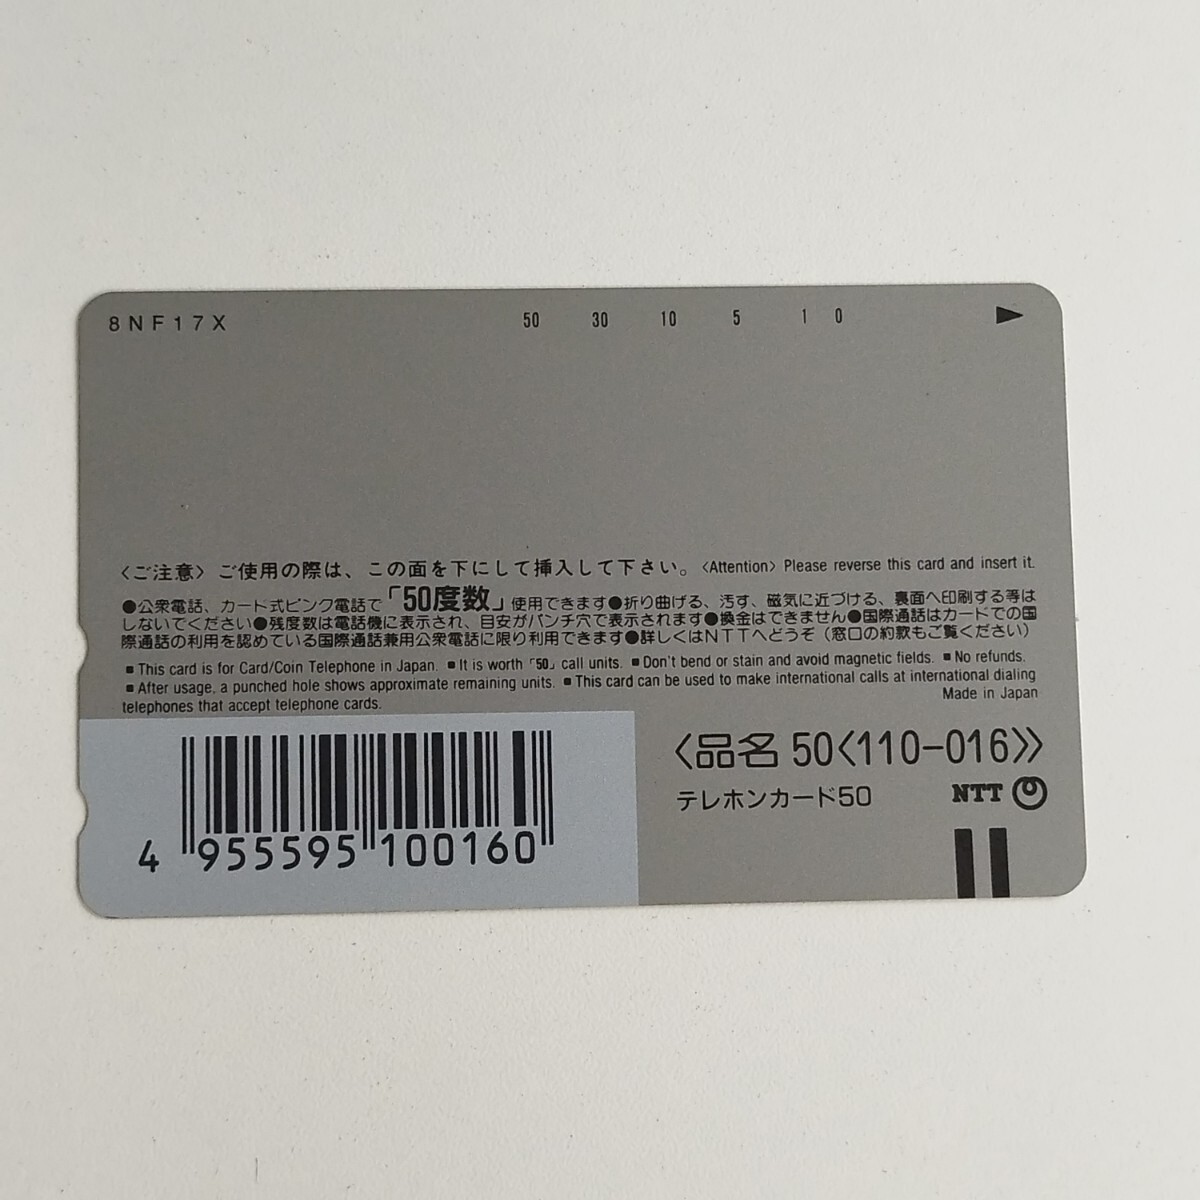 8NF17X 50 30 10 5 1 0 ▶
〈ご注意〉ご使用の際は、この面を下にして挿入して下さい。〈Attention〉Please reverse this card and insert it.
●公衆電話、カード式ピンク電話で「50度数」使用できます●折り曲げる、汚す、磁気に近づける、裏面へ印刷する等は
しないでください●残度数は電話機に表示され、目安がパンチ穴で表示されます●換金はできません●国際通話はカードでの国
際通話の利用を認めている国際通話兼用公衆電話に限り利用できます●詳しくはNTTへどうぞ（窓口の約款もご覧ください）
■This card is for Card/Coin Telephone in Japan. ■It is worth「50」call units. ■Don't bend or stain and avoid magnetic fields. ■No refunds.
■After usage, a punched hole shows approximate remaining units. ■This card can be used to make international calls at international dialing
telephones that accept telephone cards. Made in Japan
〈品名 50〈110-016〉〉
テレホンカード50 NTT
4 955595 100160